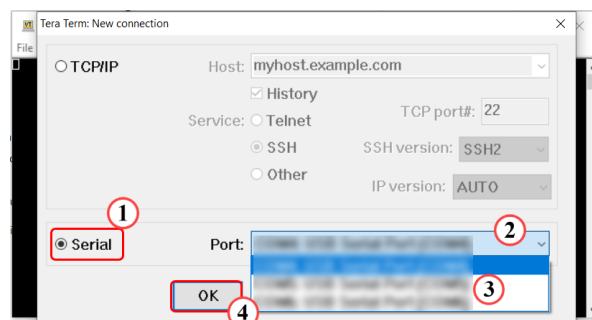 Tera Term: New connection
File
TCP/IP
Host: myhost.example.com
History
Service: Telnet
TCP port#: 22
SSH
SSH version: SSH2
Other
IP version: AUTO
1
Serial
Port:
2
3
OK
4